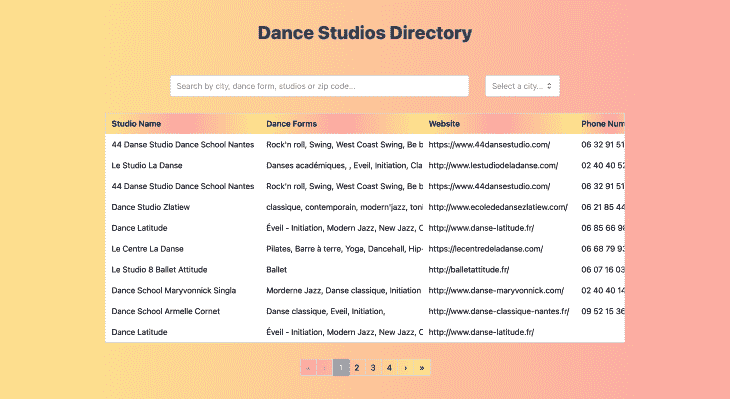 Dance Studios Directory
Search by city, dance form, studios or zip code...
Select a city...
Studio Name Dance Forms Website Phone Num
44 Danse Studio Dance School Nantes Rock'n roll, Swing, West Coast Swing, Be b https://www.44dansestudio.com/ 06 32 91 51
Le Studio La Danse Danses académiques, , Eveil, Initiation, Cla https://www.lestudiodeladanse.com/ 02 40 40 52
44 Danse Studio Dance School Nantes Rock'n roll, Swing, West Coast Swing, Be b https://www.44dansestudio.com/ 06 32 91 51
Dance Studio Zlatiew classique, contemporain, modern'jazz, toni https://www.ecolededansezlatiew.com/ 06 21 85 44
Dance Latitude Éveil - Initiation, Modern Jazz, New Jazz, C http://www.danse-latitude.fr/ 06 85 66 98
Le Centre La Danse Pilates, Barre à terre, Yoga, Dancehall, Hip- https://lecentredeladanse.com/ 06 68 79 93
Le Studio 8 Ballet Attitude Ballet http://balletattitude.fr/ 06 07 16 03
Dance School Maryvonnick Singla Morderne Jazz, Danse classique, Initiation http://www.danse-maryvonnick.com/ 02 40 40 14
Dance School Armelle Cornet Danse classique, Eveil, Initiation, http://www.danse-classique-nantes.fr/ 09 52 15 36
Dance Latitude Éveil - Initiation, Modern Jazz, New Jazz, C http://www.danse-latitude.fr/
« ‹ 1 2 3 4 › »